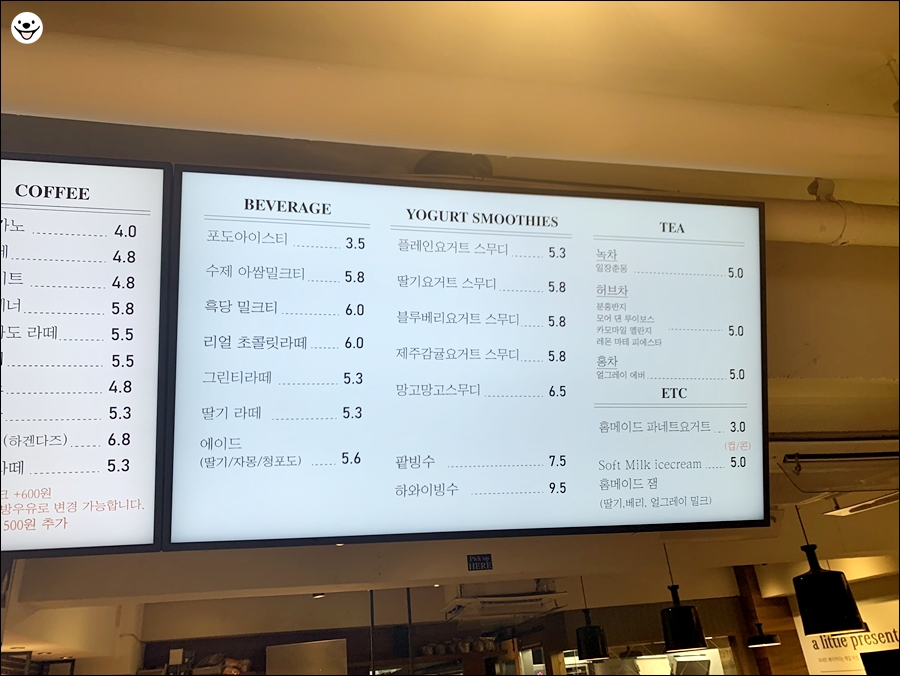 COFFEE
카노 4.0
4.8
4.8
5.8
라떼 5.5
5.5
4.8
5.3
(하겐다즈) 6.8
라떼 5.3
+600원
변경 가능합니다.
500원 추가
BEVERAGE
포도아이스티 3.5
수제 아쌈밀크티 5.8
흑당 밀크티 6.0
리얼 초콜릿라떼 6.0
그린티라떼 5.3
딸기 라떼 5.3
에이드
(딸기/자몽/청포도) 5.6
YOGURT SMOOTHIES
플레인요거트 스무디 5.3
딸기요거트 스무디 5.8
블루베리요거트 스무디 5.8
제주감귤요거트 스무디 5.8
망고망고스무디 6.5
팥빙수 7.5
하와이빙수 9.5
TEA
녹차
일장춘몽 5.0
허브차
분홍반지
모어 댄 루이보스
카모마일 멜란지 5.0
레몬 마테 피에스타
홍차
얼그레이 에버 5.0
ETC
홈메이드 파네트요거트 3.0
(컵/콘)
Soft Milk icecream 5.0
홈메이드 잼
(딸기,베리, 얼그레이 밀크)
Pick up
HERE
a little present